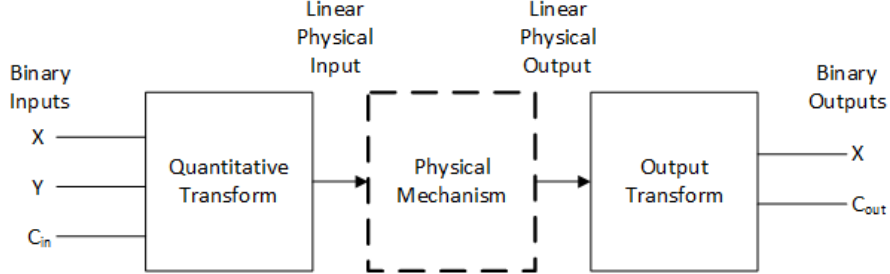 Linear
Physical
Input
Linear
Physical
Output
Binary
Inputs
Binary
Outputs
X
Y
Cin
Quantitative
Transform
Physical
Mechanism
Output
Transform
X
Cout